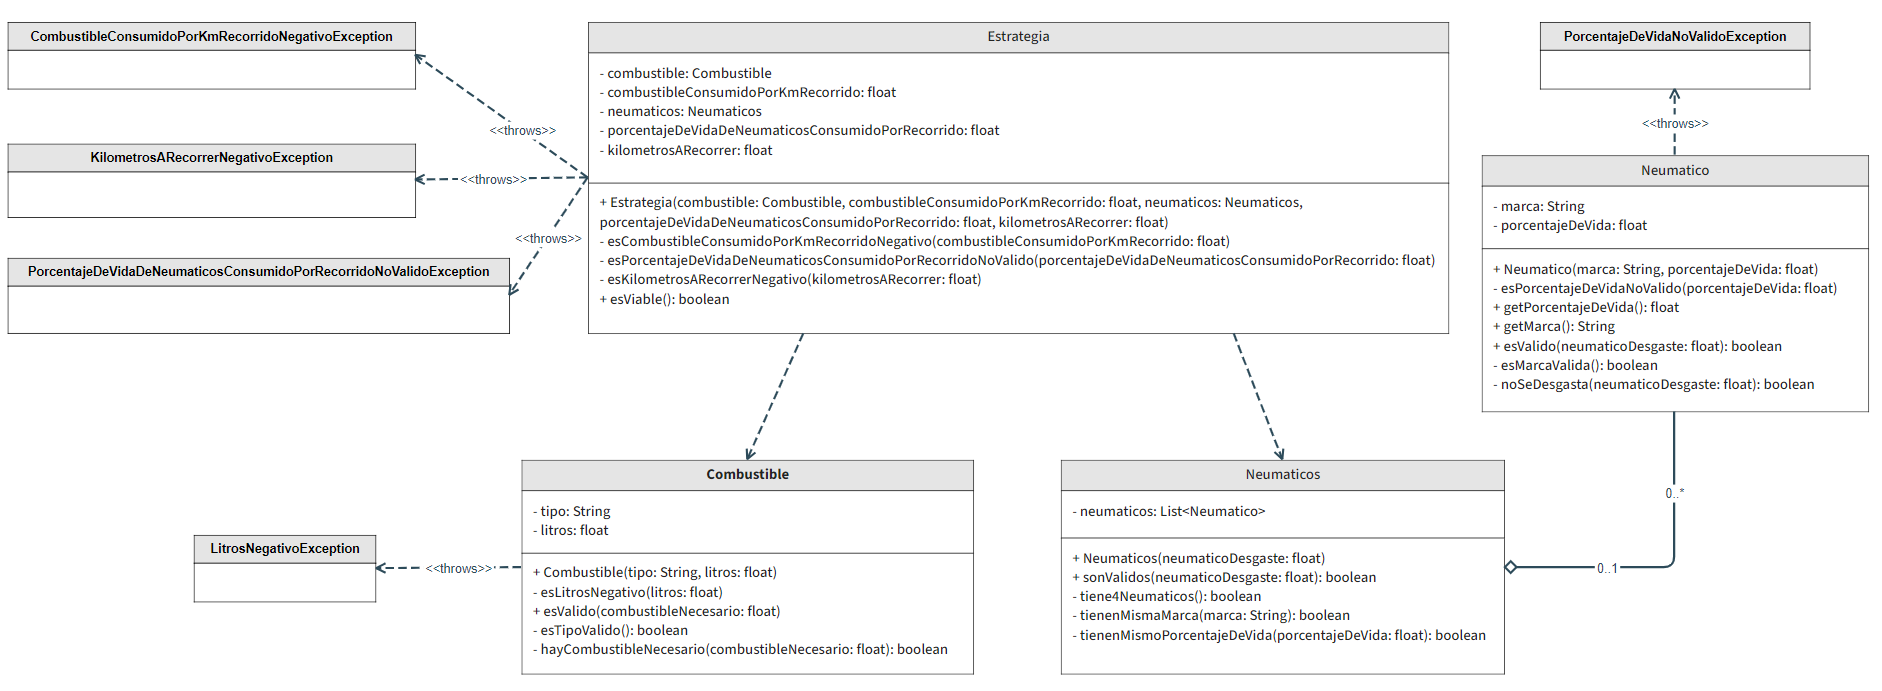 CombustibleConsumidoPorKmRecorridoNegativoException
<<throws>>
KilometrosARecorrerNegativoException
<<throws>>
<<throws>>
PorcentajeDeVidaDeNeumaticosConsumidoPorRecorridoNoValidoException
Estrategia
- combustible: Combustible
- combustibleConsumidoPorKmRecorrido: float
- neumaticos: Neumaticos
- porcentajeDeVidaDeNeumaticosConsumidoPorRecorrido: float
- kilometrosARecorrer: float
+ Estrategia(combustible: Combustible, combustibleConsumidoPorKmRecorrido: float, neumaticos: Neumaticos,
porcentajeDeVidaDeNeumaticosConsumidoPorRecorrido: float, kilometrosARecorrer: float)
- esCombustibleConsumidoPorKmRecorridoNegativo(combustibleConsumidoPorKmRecorrido: float)
- esPorcentajeDeVidaDeNeumaticosConsumidoPorRecorridoNoValido(porcentajeDeVidaDeNeumaticosConsumidoPorRecorrido: float)
- esKilometrosARecorrerNegativo(kilometrosARecorrer: float)
+ esViable(): boolean
PorcentajeDeVidaNoValidoException
<<throws>>
Neumatico
- marca: String
- porcentajeDeVida: float
+ Neumatico(marca: String, porcentajeDeVida: float)
- esPorcentajeDeVidaNoValido(porcentajeDeVida: float)
+ getPorcentajeDeVida(): float
+ getMarca(): String
+ esValido(neumaticoDesgaste: float): boolean
- esMarcaValida(): boolean
- noSeDesgasta(neumaticoDesgaste: float): boolean
0..*
0..1
LitrosNegativoException
<<throws>>
Combustible
- tipo: String
- litros: float
+ Combustible(tipo: String, litros: float)
- esLitrosNegativo(litros: float)
+ esValido(combustibleNecesario: float)
- esTipoValido(): boolean
- hayCombustibleNecesario(combustibleNecesario: float): boolean
Neumaticos
- neumaticos: List<Neumatico>
+ Neumaticos(neumaticoDesgaste: float)
+ sonValidos(neumaticoDesgaste: float): boolean
- tiene4Neumaticos(): boolean
- tienenMismaMarca(marca: String): boolean
- tienenMismoPorcentajeDeVida(porcentajeDeVida: float): boolean